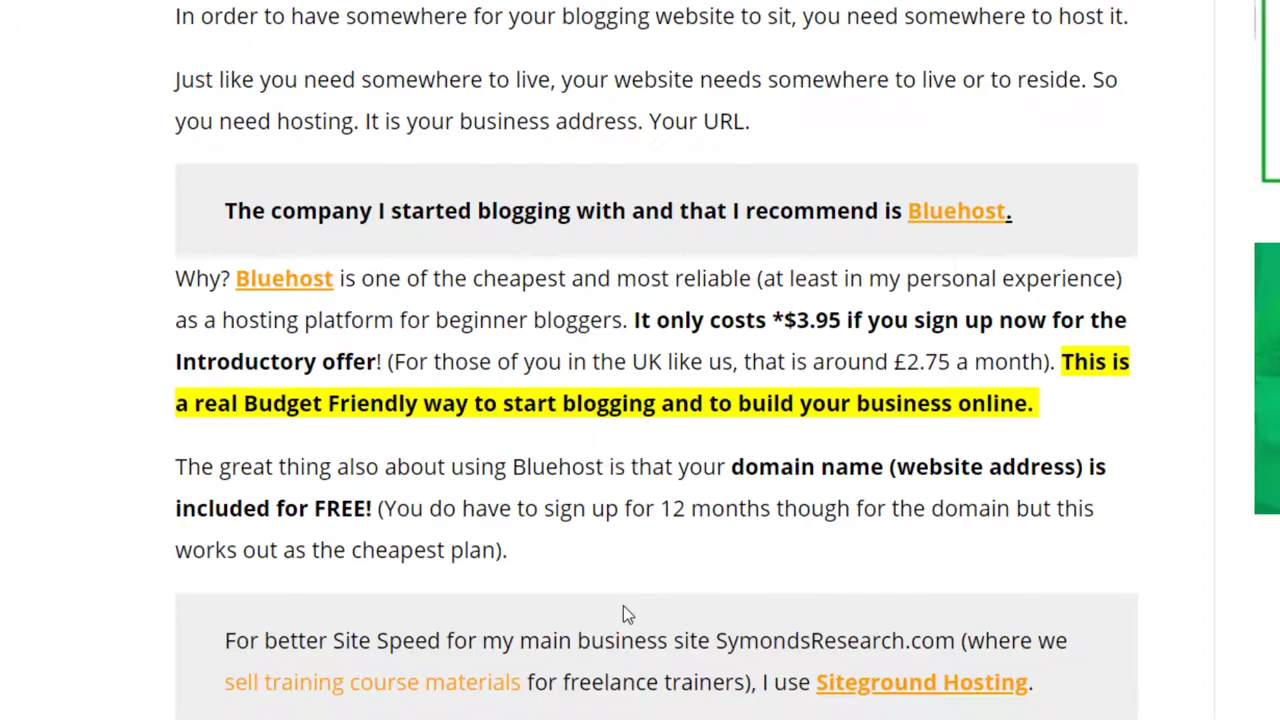 In order to have somewhere for your blogging website to sit, you need somewhere to host it.
Just like you need somewhere to live, your website needs somewhere to live or to reside. So
you need hosting. It is your business address. Your URL.
The company I started blogging with and that I recommend is Bluehost.
Why? Bluehost is one of the cheapest and most reliable (at least in my personal experience)
as a hosting platform for beginner bloggers. It only costs *$3.95 if you sign up now for the
Introductory offer! (For those of you in the UK like us, that is around £2.75 a month). This is
a real Budget Friendly way to start blogging and to build your business online.
The great thing also about using Bluehost is that your domain name (website address) is
included for FREE! (You do have to sign up for 12 months though for the domain but this
works out as the cheapest plan).
For better Site Speed for my main business site SymondsResearch.com (where we
sell training course materials for freelance trainers), I use Siteground Hosting.